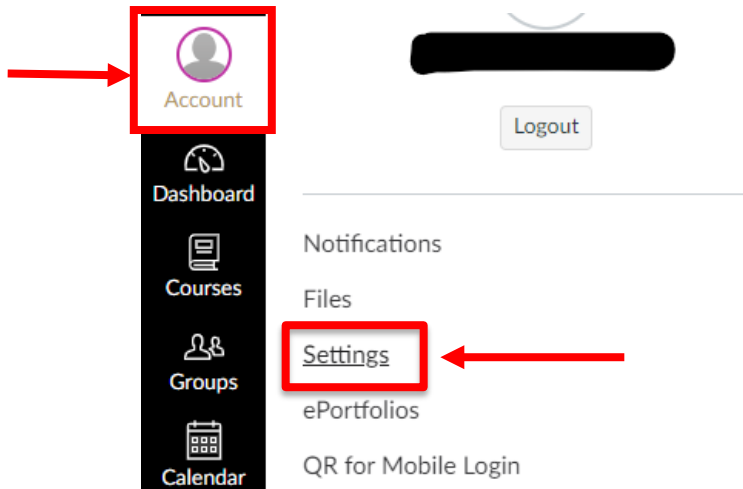 Account
Dashboard
Courses
Groups
Calendar
Logout
Notifications
Files
Settings
ePortfolios
QR for Mobile Login